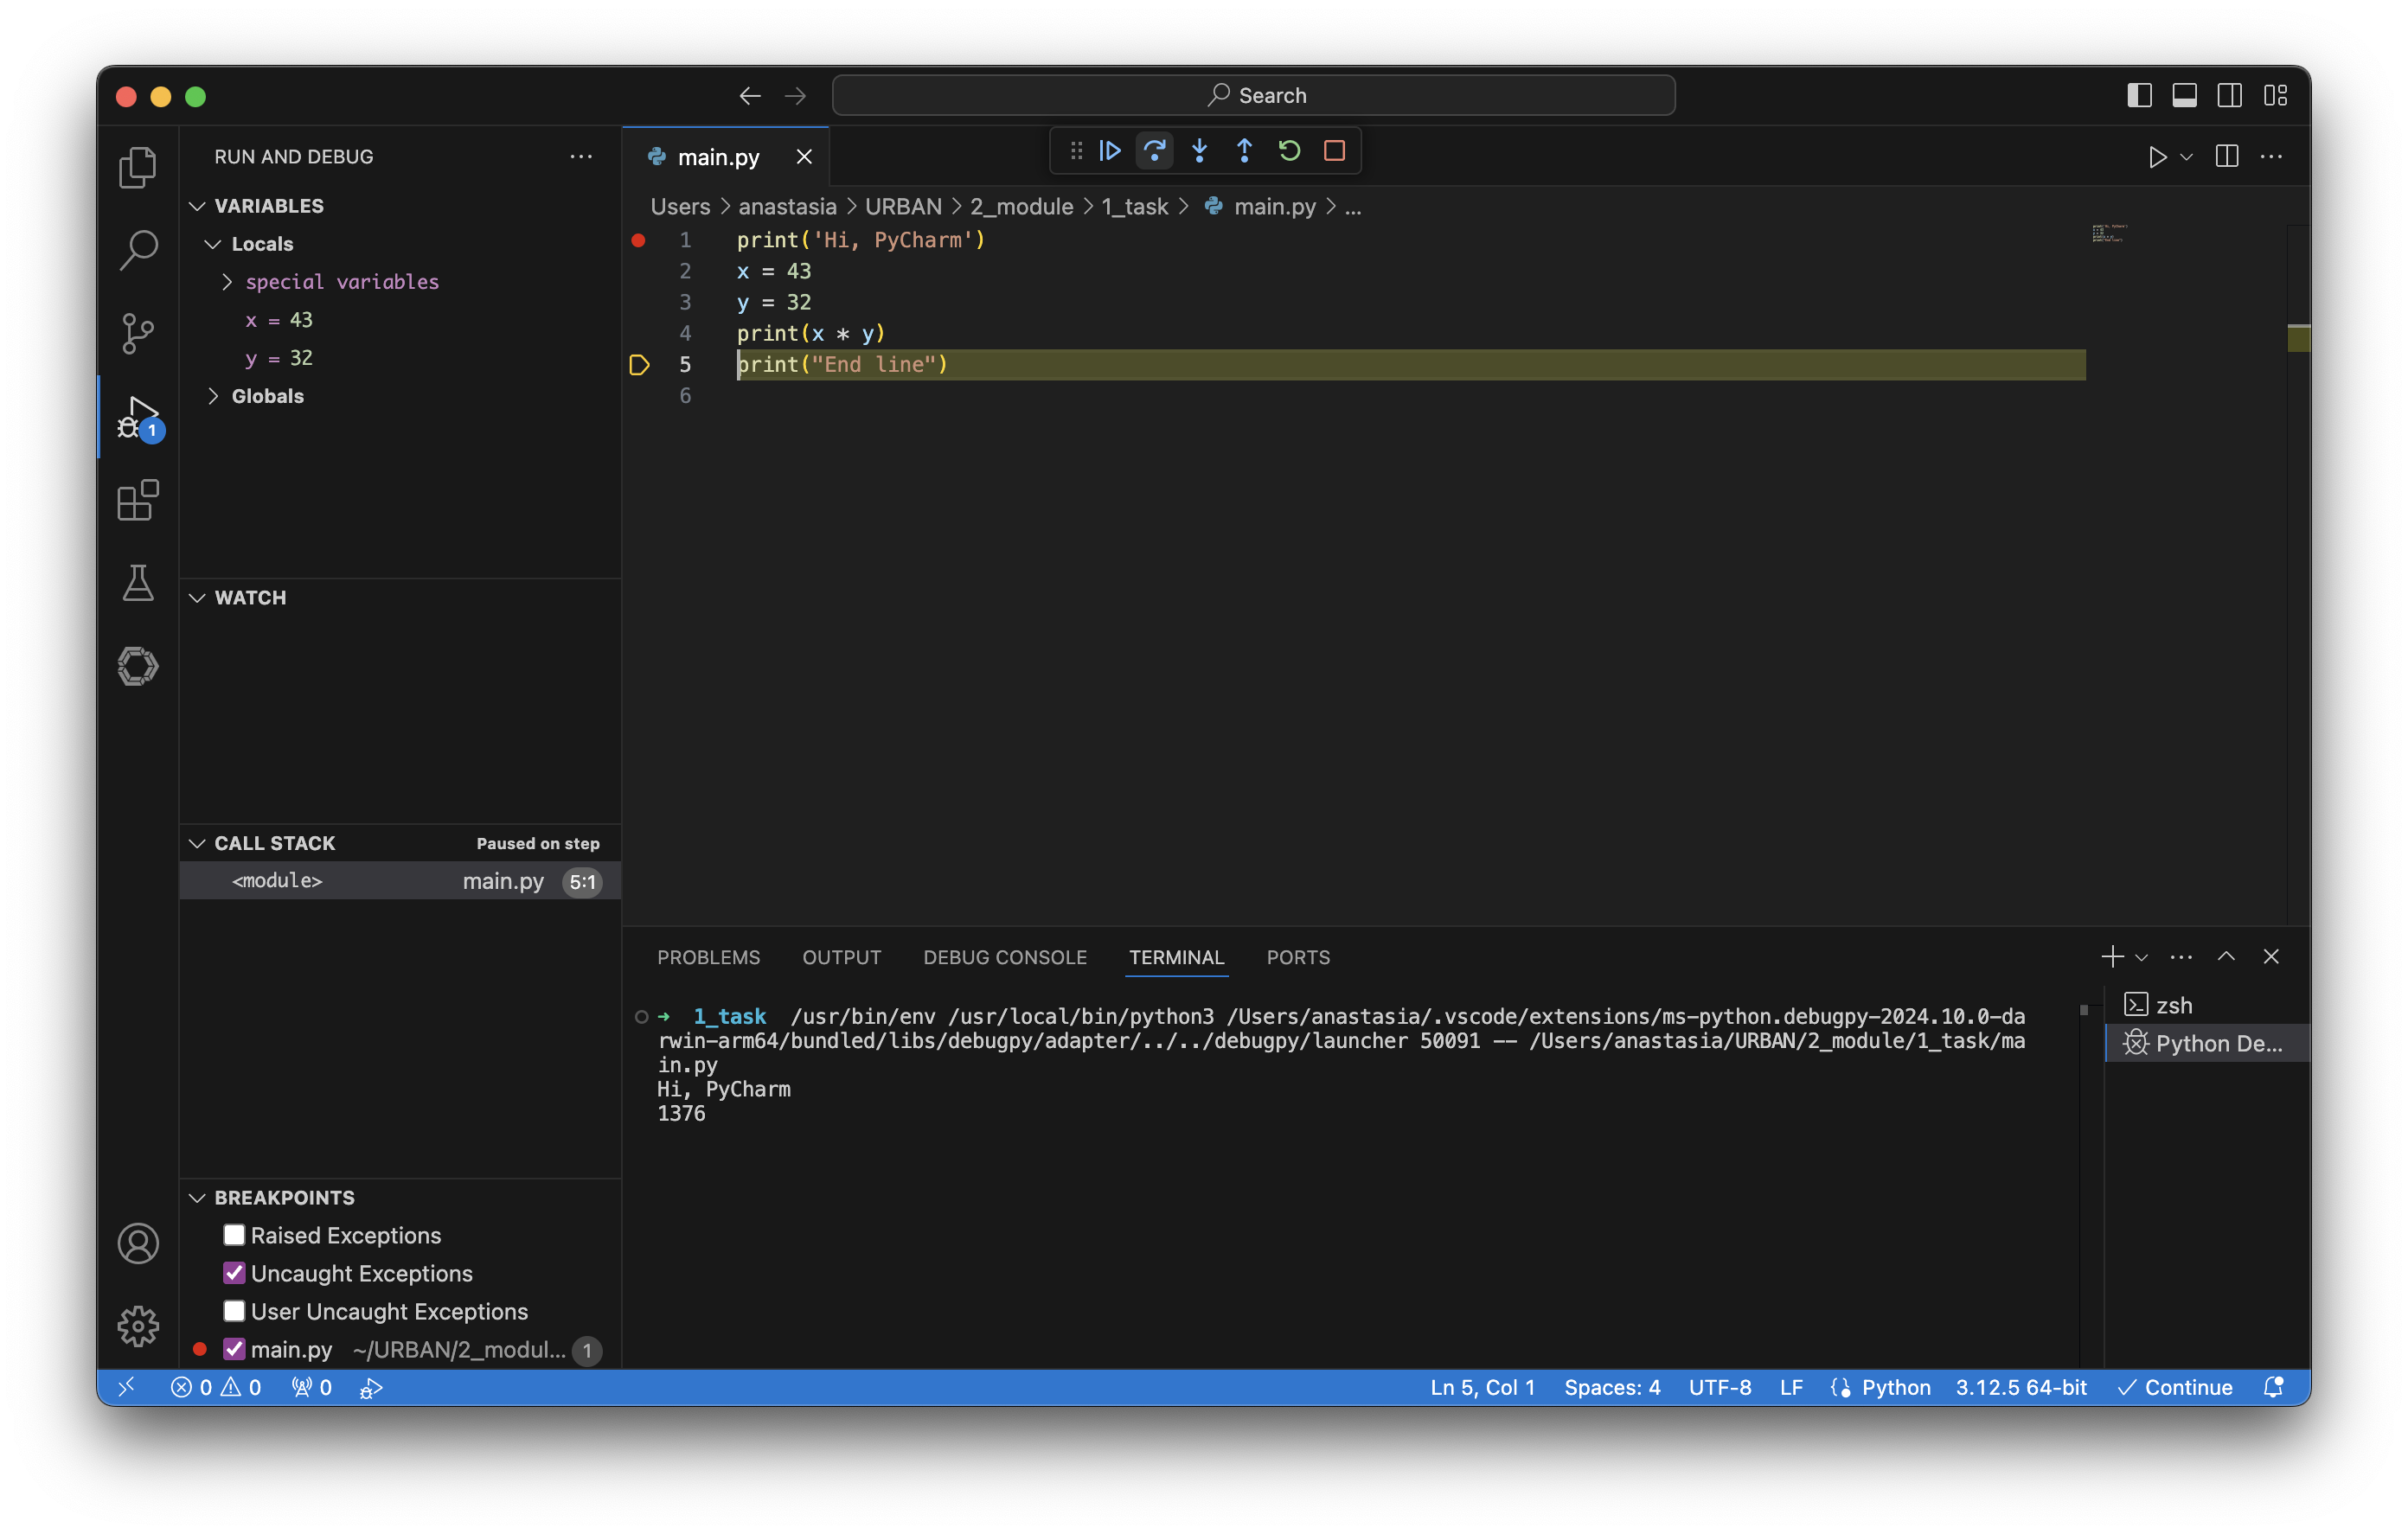 Search
RUN AND DEBUG
VARIABLES
Locals
special variables
x = 43
y = 32
Globals
1
WATCH
CALL STACK Paused on step
<module> main.py 5:1
BREAKPOINTS
Raised Exceptions
Uncaught Exceptions
User Uncaught Exceptions
main.py ~/URBAN/2_modul... 1
main.py
Users > anastasia > URBAN > 2_module > 1_task > main.py > ...
1 print('Hi, PyCharm')
2 x = 43
3 y = 32
4 print(x * y)
5 print("End line")
6
PROBLEMS OUTPUT DEBUG CONSOLE TERMINAL PORTS
→ 1_task /usr/bin/env /usr/local/bin/python3 /Users/anastasia/.vscode/extensions/ms-python.debugpy-2024.10.0-da
rwin-arm64/bundled/libs/debugpy/adapter/../../debugpy/launcher 50091 -- /Users/anastasia/URBAN/2_module/1_task/ma
in.py
Hi, PyCharm
1376
zsh
Python De...
0 0 0 Ln 5, Col 1 Spaces: 4 UTF-8 LF {} Python 3.12.5 64-bit ✓ Continue